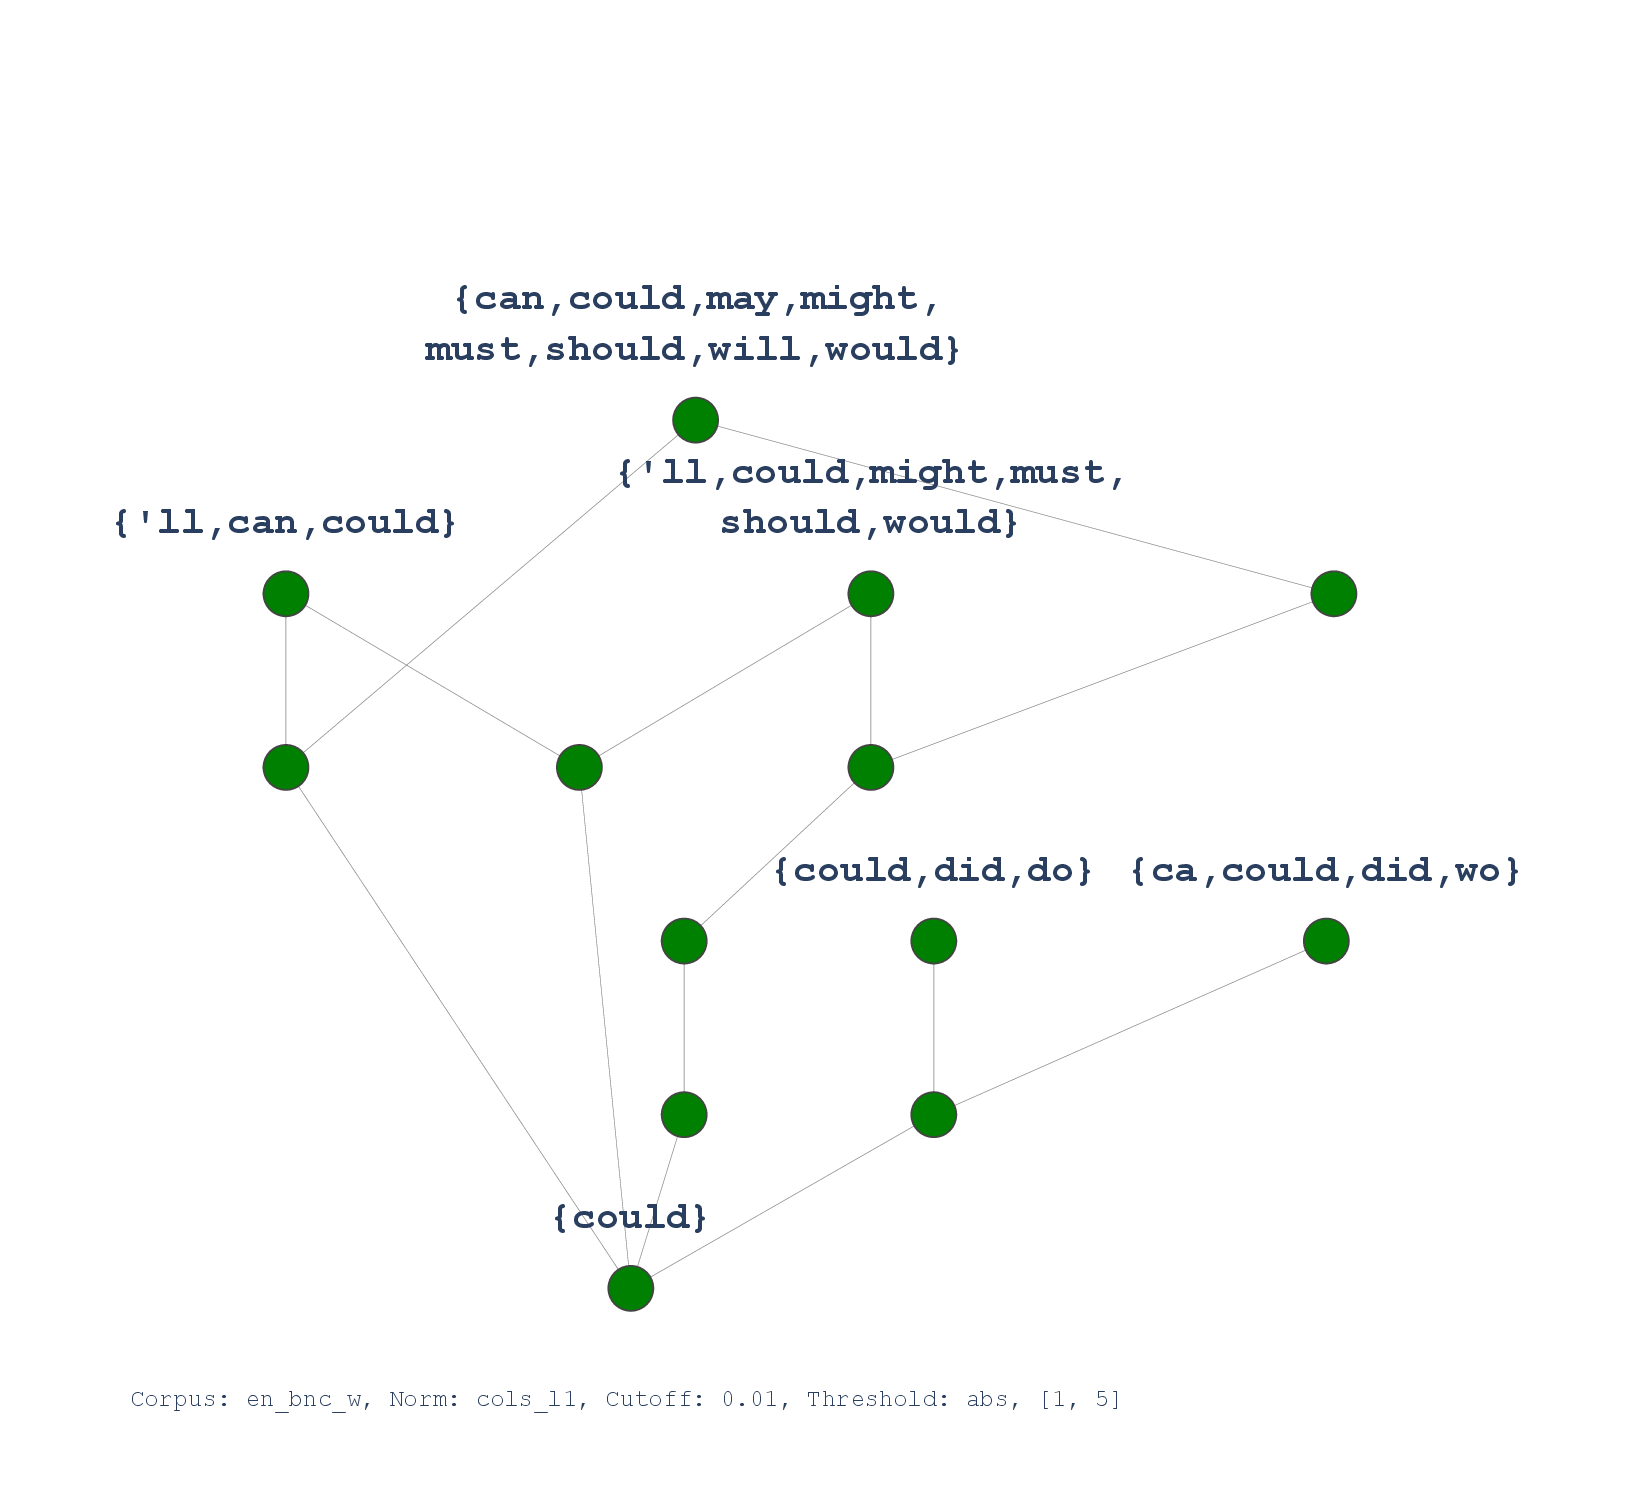 {can,could,may,might,
must,should,will,would}
{'ll,could,might,must,
should,would}
{'ll,can,could}
{could,did,do}
{ca,could,did,wo}
{could}
Corpus: en_bnc_w, Norm: cols_l1, Cutoff: 0.01, Threshold: abs, [1, 5]